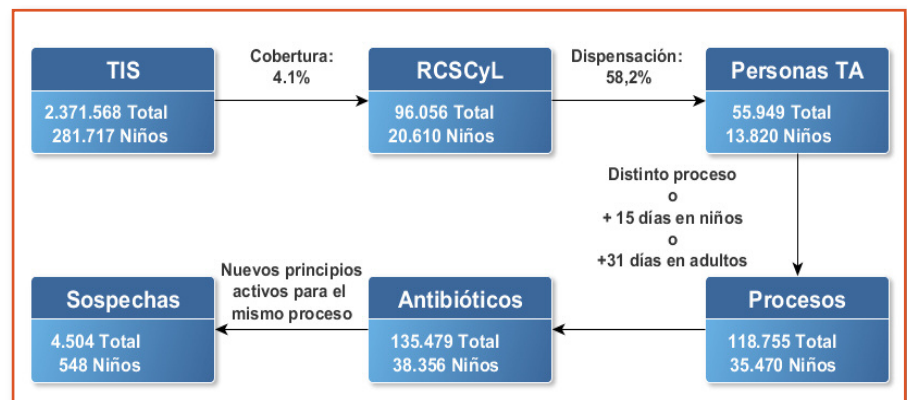 TIS
2.371.568 Total
281.717 Niños
Cobertura:
4.1%
RCSCyL
96.056 Total
20.610 Niños
Dispensación:
58,2%
Personas TA
55.949 Total
13.820 Niños
Distinto proceso
o
+ 15 días en niños
o
+31 días en adultos
Procesos
118.755 Total
35.470 Niños
Antibióticos
135.479 Total
38.356 Niños
Nuevos principios
activos para el
mismo proceso
Sospechas
4.504 Total
548 Niños